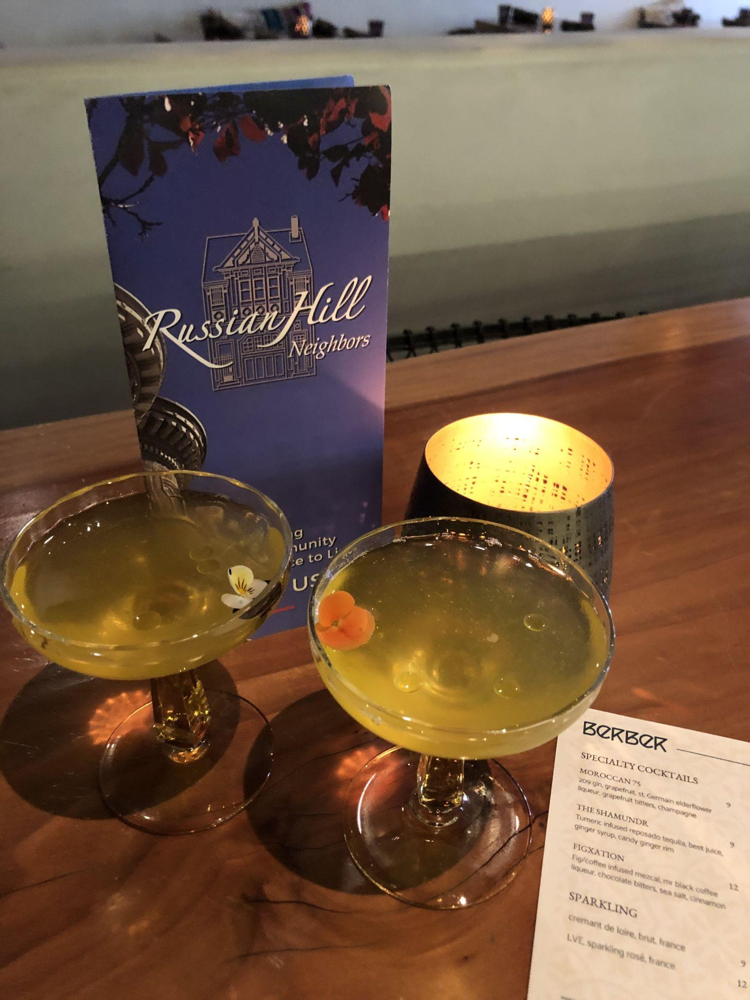 Russian Hill
Neighbors
US
BERBER
SPECIALTY COCKTAILS
MOROCCAN 75
209 gin, grapefruit, st. Germain elderflower
liqueur, grapefruit bitters, champagne 9
THE SHAMUNDR
Tumeric infused reposado tequila, beet juice,
ginger syrup, candy ginger rim 9
FIGXATION
Fig/coffee infused mezcal, mr black coffee
liqueur, chocolate bitters, sea salt, cinnamon 12
SPARKLING
cremant de loire, brut, france 9
LVE, sparkling rosé, france 12